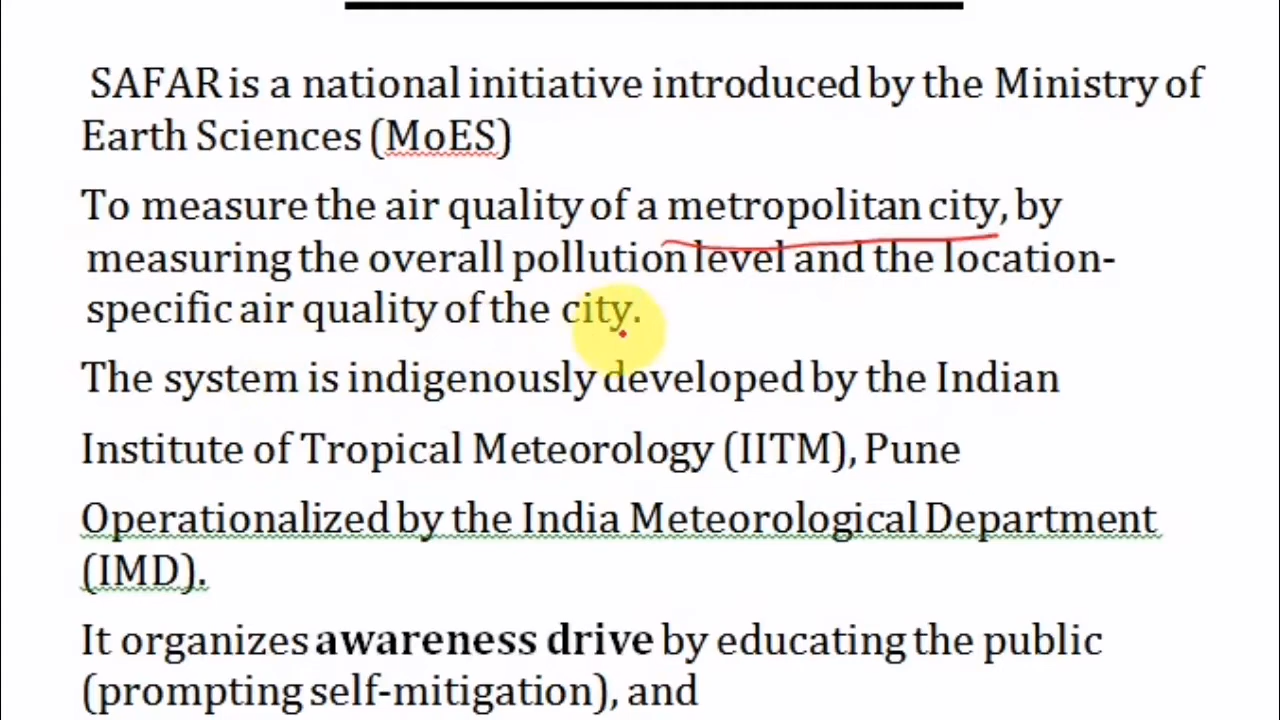 SAFAR is a national initiative introduced by the Ministry of
Earth Sciences (MoES)
To measure the air quality of a metropolitan city, by
measuring the overall pollution level and the location-
specific air quality of the city.
The system is indigenously developed by the Indian
Institute of Tropical Meteorology (IITM), Pune
Operationalized by the India Meteorological Department
(IMD).
It organizes awareness drive by educating the public
(prompting self-mitigation), and